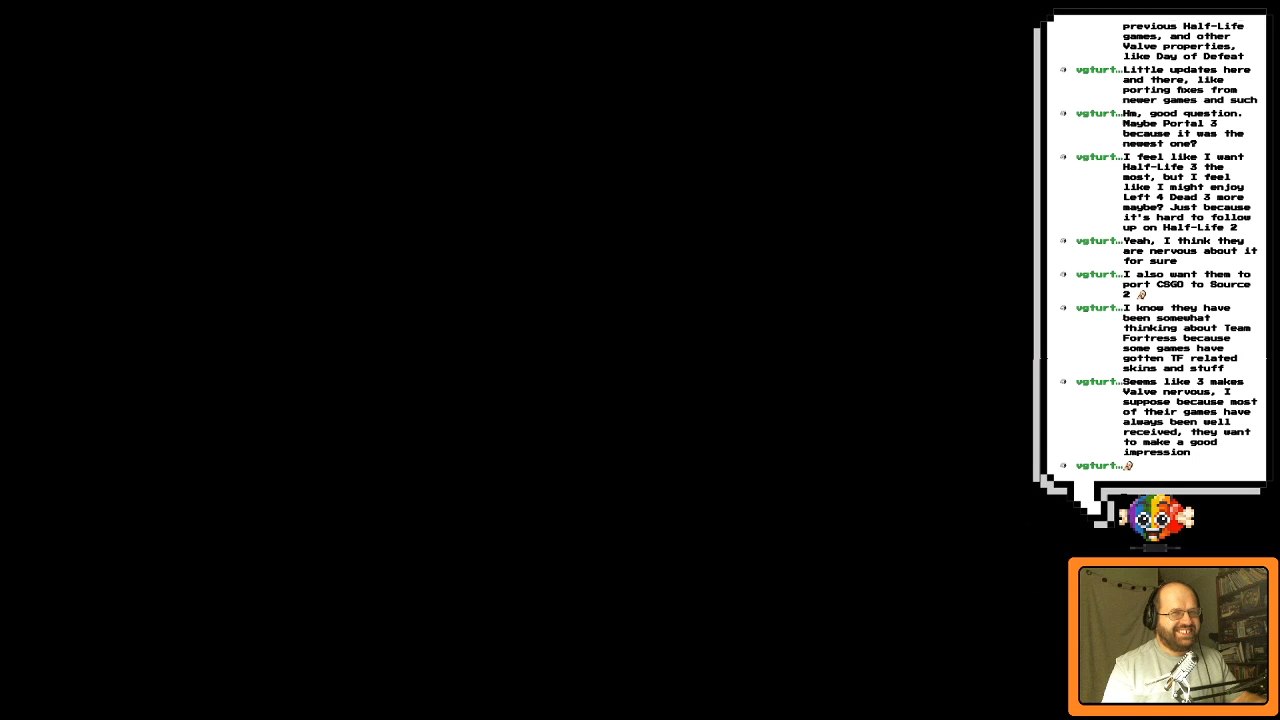 previous Half-Life
games, and other
Valve properties,
like Day of Defeat
vgturt...Little updates here
and there, like
porting fixes from
newer games and such
vgturt...Hm, good question.
Maybe Portal 3
because it was the
newest one?
vgturt...I feel like I want
Half-Life 3 the
most, but I feel
like I might enjoy
Left 4 Dead 3 more
maybe? Just because
it's hard to follow
up on Half-Life 2
vgturt...Yeah, I think they
are nervous about it
for sure
vgturt...I also want them to
port CSGO to Source
2
vgturt...I know they have
been somewhat
thinking about Team
Fortress because
some games have
gotten TF related
skins and stuff
vgturt...Seems like 3 makes
Valve nervous, I
suppose because most
of their games have
always been well
received, they want
to make a good
impression
vgturt...